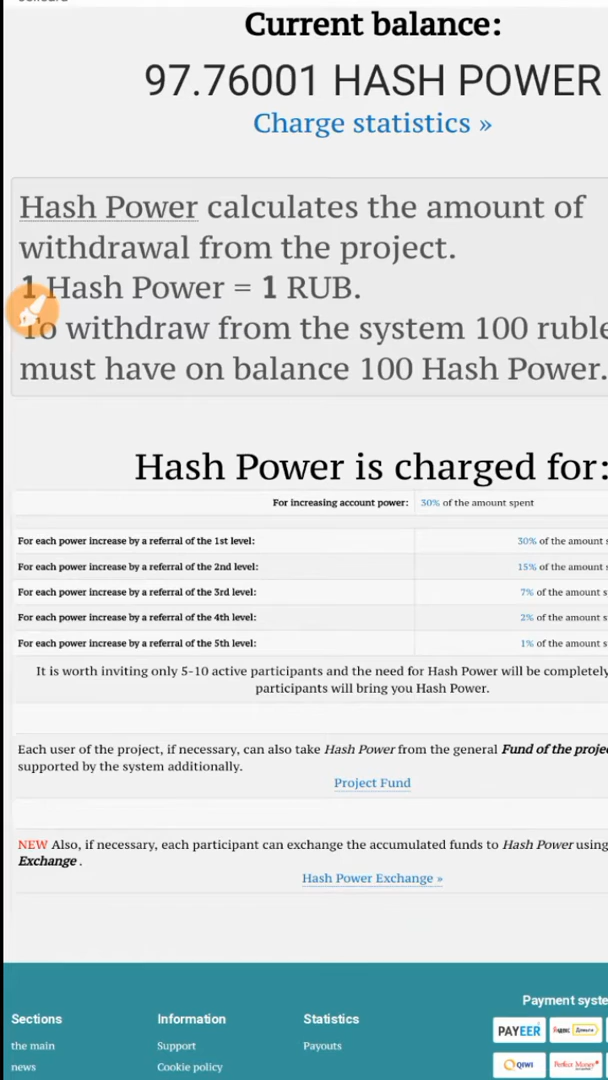 Current balance:
97.76001 HASH POWER
Charge statistics »
Hash Power calculates the amount of
withdrawal from the project.
1 Hash Power = 1 RUB.
To withdraw from the system 100 ruble
must have on balance 100 Hash Power.
Hash Power is charged for:
For increasing account power: 30% of the amount spent
For each power increase by a referral of the 1st level: 30% of the amount s
For each power increase by a referral of the 2nd level: 15% of the amount s
For each power increase by a referral of the 3rd level: 7% of the amount s
For each power increase by a referral of the 4th level: 2% of the amount s
For each power increase by a referral of the 5th level: 1% of the amount s
It is worth inviting only 5-10 active participants and the need for Hash Power will be completely
participants will bring you Hash Power.
Each user of the project, if necessary, can also take Hash Power from the general Fund of the proje
supported by the system additionally.
Project Fund
NEW Also, if necessary, each participant can exchange the accumulated funds to Hash Power using
Exchange .
Hash Power Exchange »
Payment syste
Sections Information Statistics
PAYEER
the main Support Payouts
news Cookie policy
QIWI Perfect Money